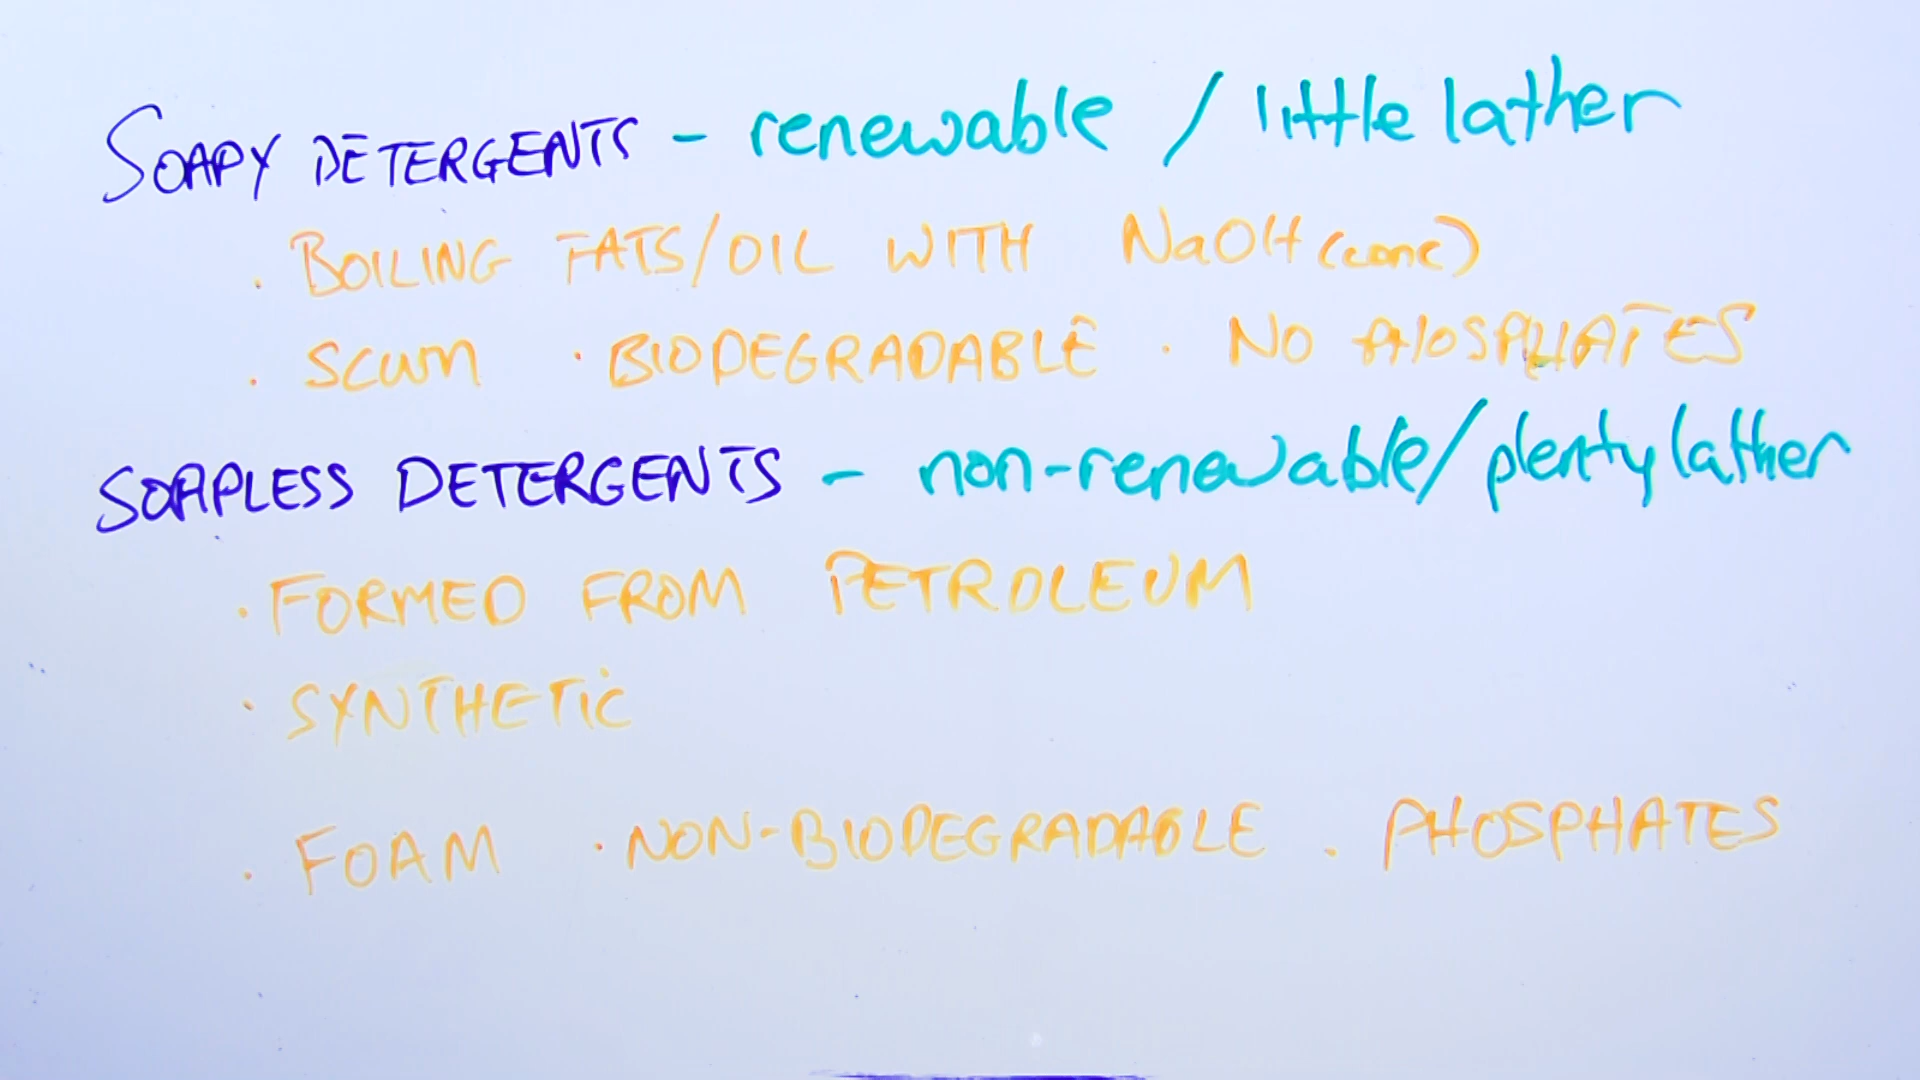 SOAPY DETERGENTS - renewable / little lather
. BOILING FATS/OIL WITH NaOH (conc)
. SCUM . BIODEGRADABLE . NO PHOSPHATES
SOAPLESS DETERGENTS - non-renewable/plenty lather
. FORMED FROM PETROLEUM
. SYNTHETIC
. FOAM . NON-BIODEGRADABLE . PHOSPHATES